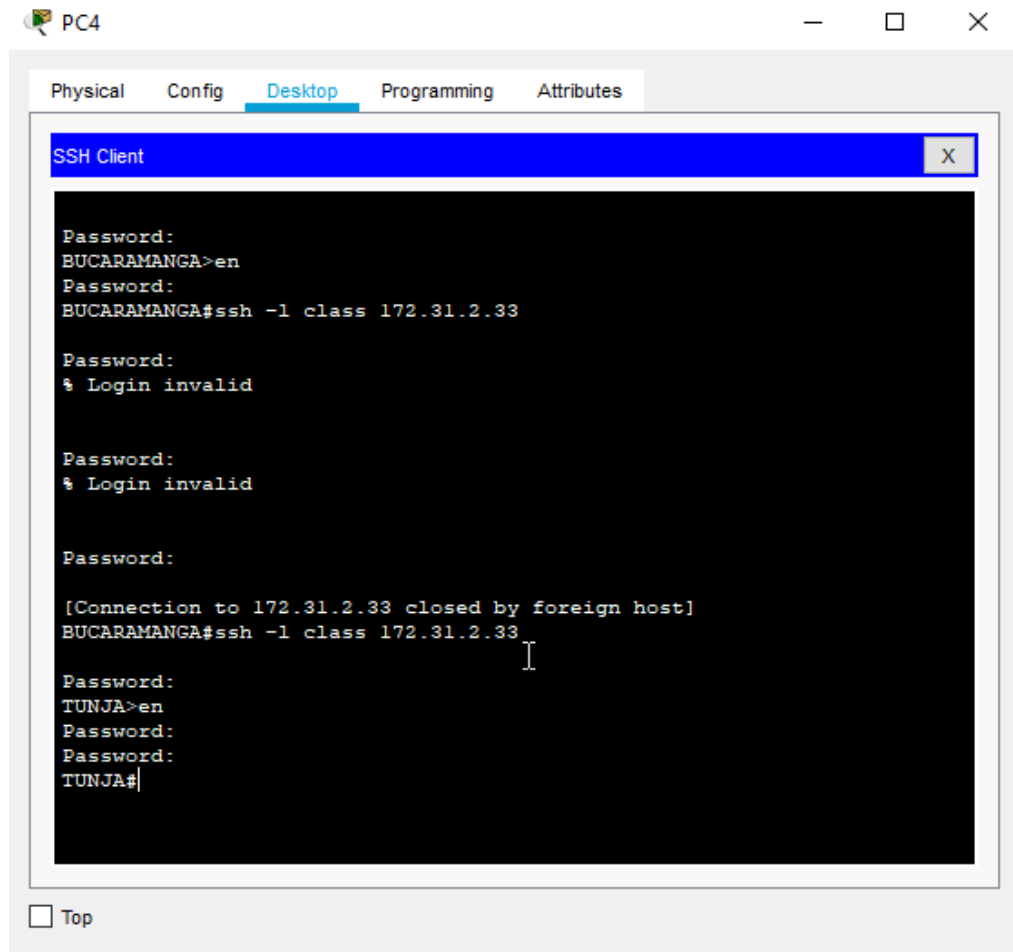 PC4
Physical Config Desktop Programming Attributes
SSH Client X
Password:
BUCARAMANGA>en
Password:
BUCARAMANGA#ssh -l class 172.31.2.33
Password:
% Login invalid
Password:
% Login invalid
Password:
[Connection to 172.31.2.33 closed by foreign host]
BUCARAMANGA#ssh -l class 172.31.2.33
Password:
TUNJA>en
Password:
Password:
TUNJA#
Top